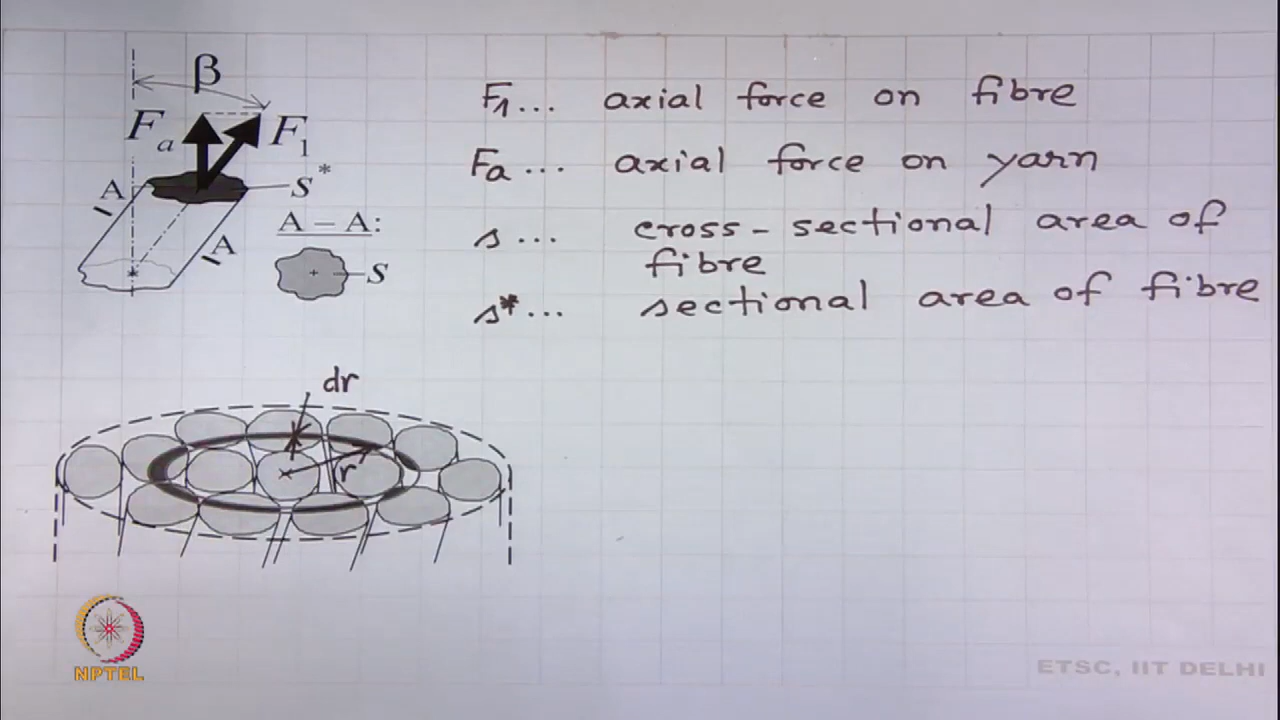 β
Fa F1
A S*
A – A:
A S
F1... axial force on fibre
Fa... axial force on yarn
s... cross-sectional area of
fibre
s*... sectional area of fibre
dr
r
NPTEL
ETSC, IIT DELHI